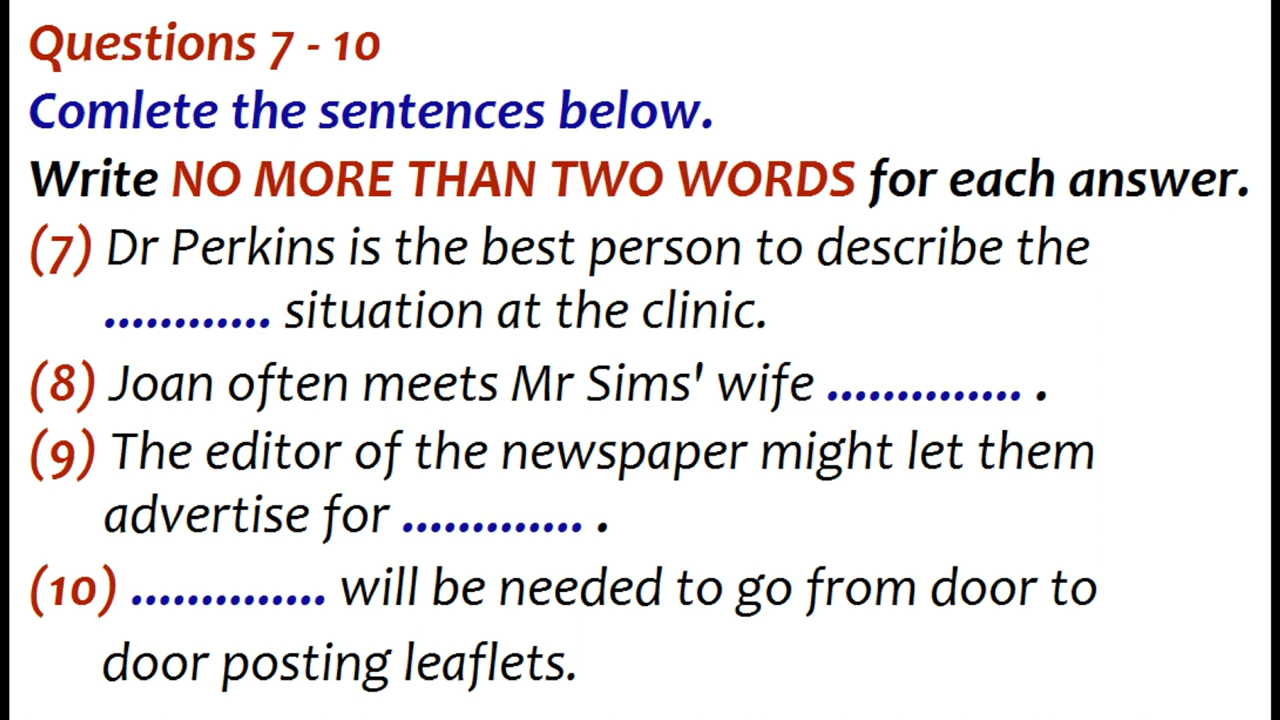 Questions 7 - 10
Comlete the sentences below.
Write NO MORE THAN TWO WORDS for each answer.
(7) Dr Perkins is the best person to describe the
............ situation at the clinic.
(8) Joan often meets Mr Sims' wife .............. .
(9) The editor of the newspaper might let them
advertise for ............. .
(10) .............. will be needed to go from door to
door posting leaflets.